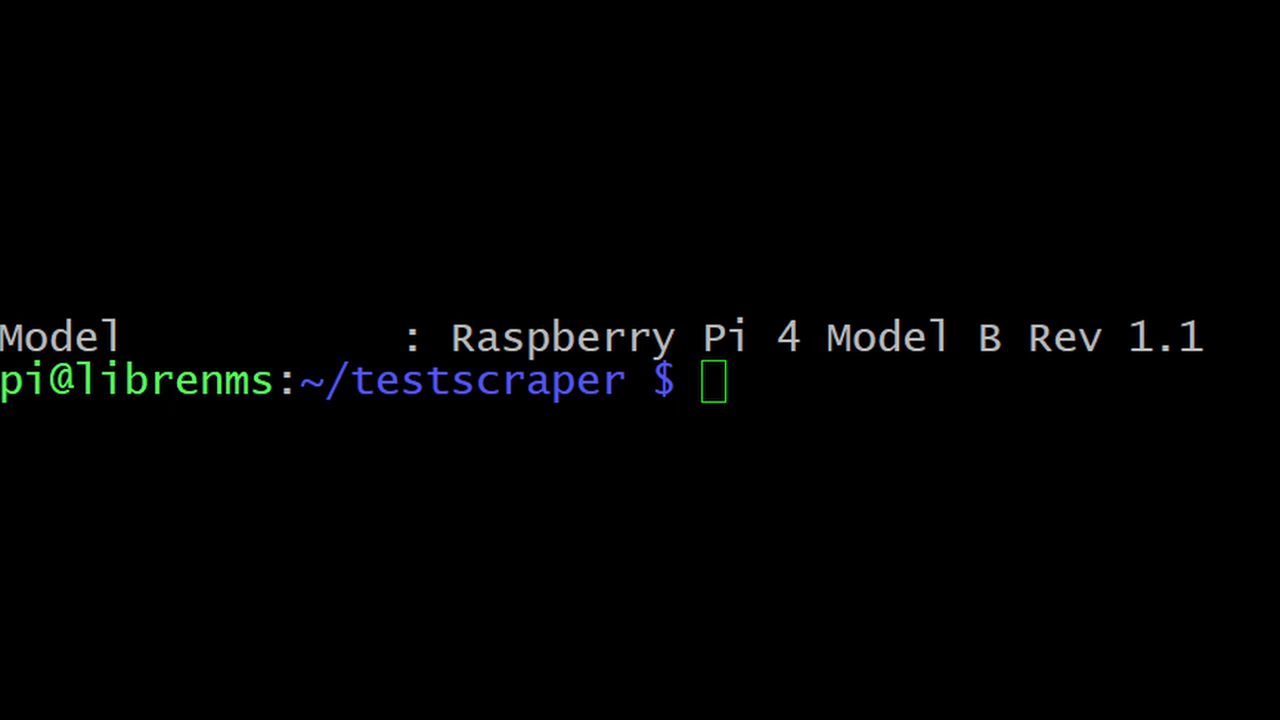 Model : Raspberry Pi 4 Model B Rev 1.1
pi@librenms:~/testscraper $